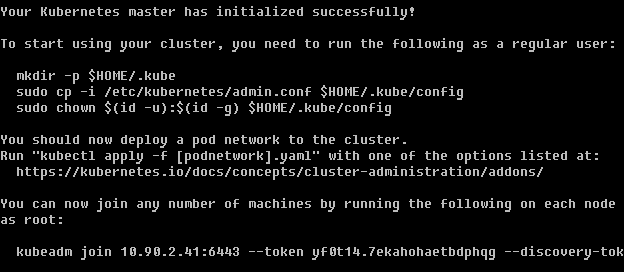 Your Kubernetes master has initialized successfully!
To start using your cluster, you need to run the following as a regular user:
mkdir -p $HOME/.kube
sudo cp -i /etc/kubernetes/admin.conf $HOME/.kube/config
sudo chown $(id -u):$(id -g) $HOME/.kube/config
You should now deploy a pod network to the cluster.
Run "kubectl apply -f [podnetwork].yaml" with one of the options listed at:
https://kubernetes.io/docs/concepts/cluster-administration/addons/
You can now join any number of machines by running the following on each node
as root:
kubeadm join 10.90.2.41:6443 --token yf0t14.7ekahohaetbdphqg --discovery-tok